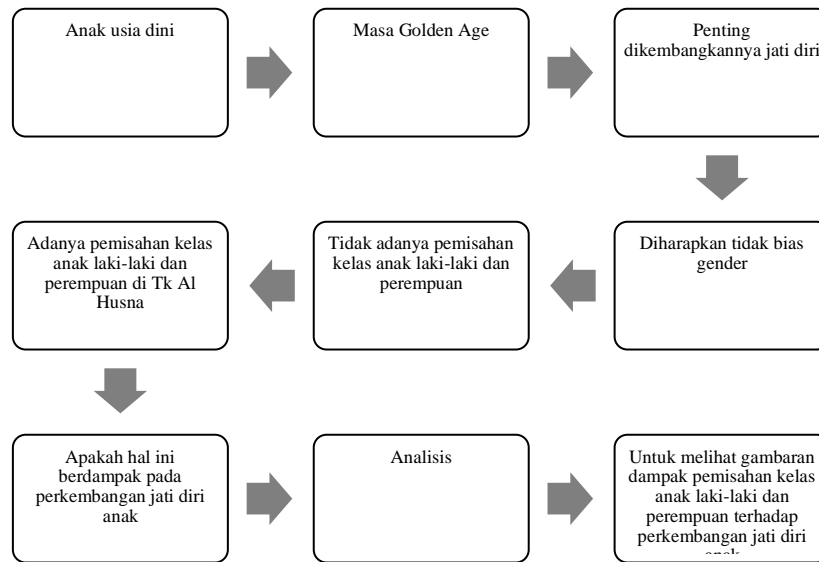 Anak usia dini
Masa Golden Age
Penting
dikembangkannya jati diri
Diharapkan tidak bias
gender
Tidak adanya pemisahan
kelas anak laki-laki dan
perempuan
Adanya pemisahan kelas
anak laki-laki dan
perempuan di Tk Al
Husna
Apakah hal ini
berdampak pada
perkembangan jati diri
anak
Analisis
Untuk melihat gambaran
dampak pemisahan kelas
anak laki-laki dan
perempuan terhadap
perkembangan jati diri